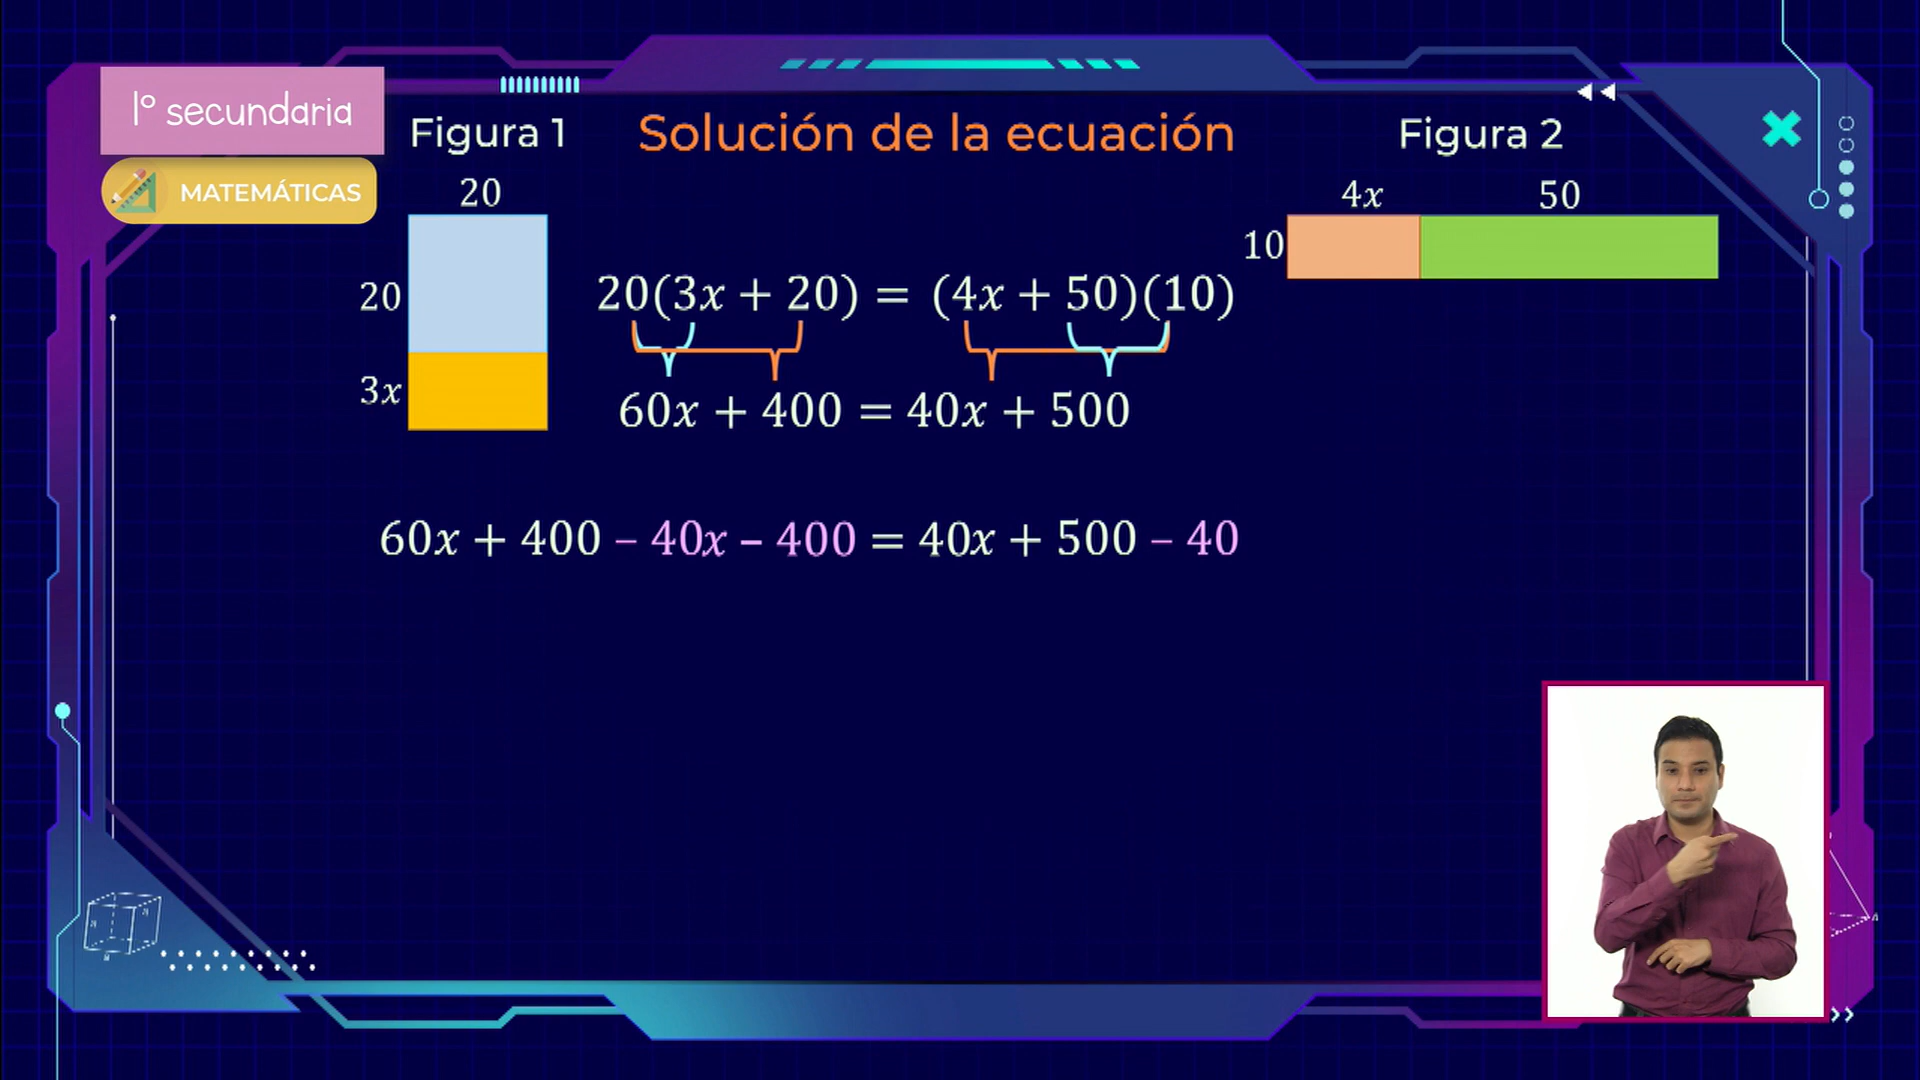 1° secundaria
MATEMÁTICAS
Figura 1
Solución de la ecuación
Figura 2
20
20
3x
4x 50
10
20(3x + 20) = (4x + 50)(10)
60x + 400 = 40x + 500
60x + 400 – 40x – 400 = 40x + 500 – 40